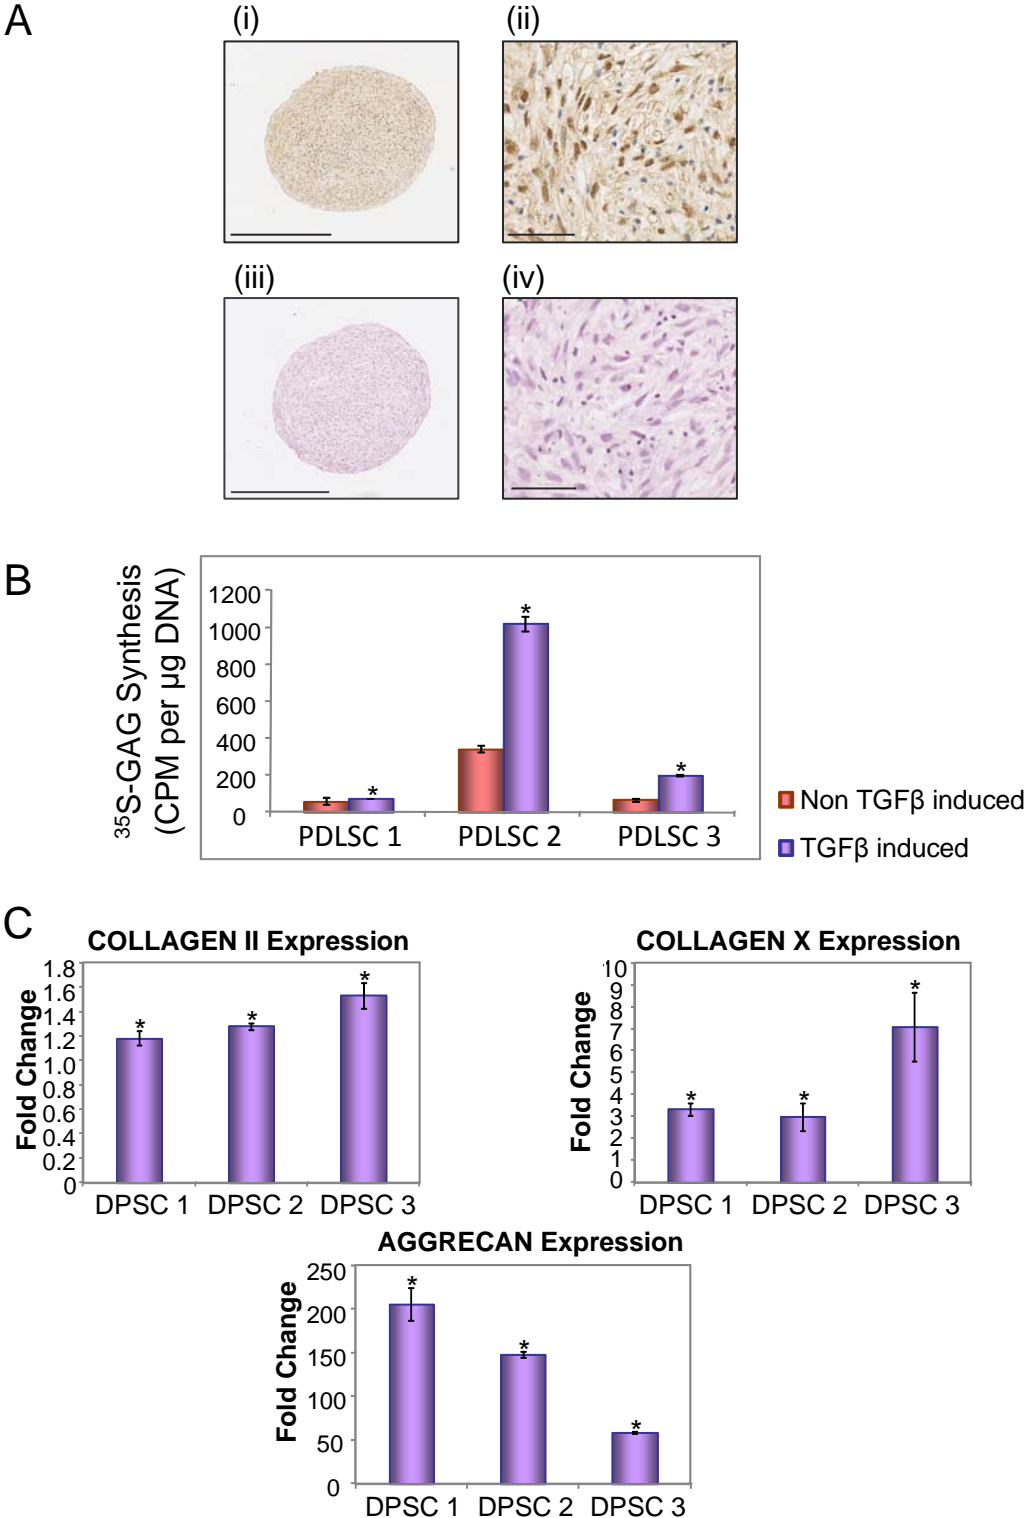 A
(i)
(ii)
(iii)
(iv)
B
³⁵S-GAG Synthesis
(CPM per µg DNA)
1200
1000
800
600
400
200
0
*
*
*
PDLSC 1
PDLSC 2
PDLSC 3
Non TGFβ induced
TGFβ induced
C
COLLAGEN II Expression
Fold Change
1.8
1.6
1.4
1.2
1.0
0.8
0.6
0.4
0.2
0
*
*
*
DPSC 1
DPSC 2
DPSC 3
COLLAGEN X Expression
Fold Change
10
9
8
7
6
5
4
3
2
1
0
*
*
*
DPSC 1
DPSC 2
DPSC 3
AGGRECAN Expression
Fold Change
250
200
150
100
50
0
*
*
*
DPSC 1
DPSC 2
DPSC 3